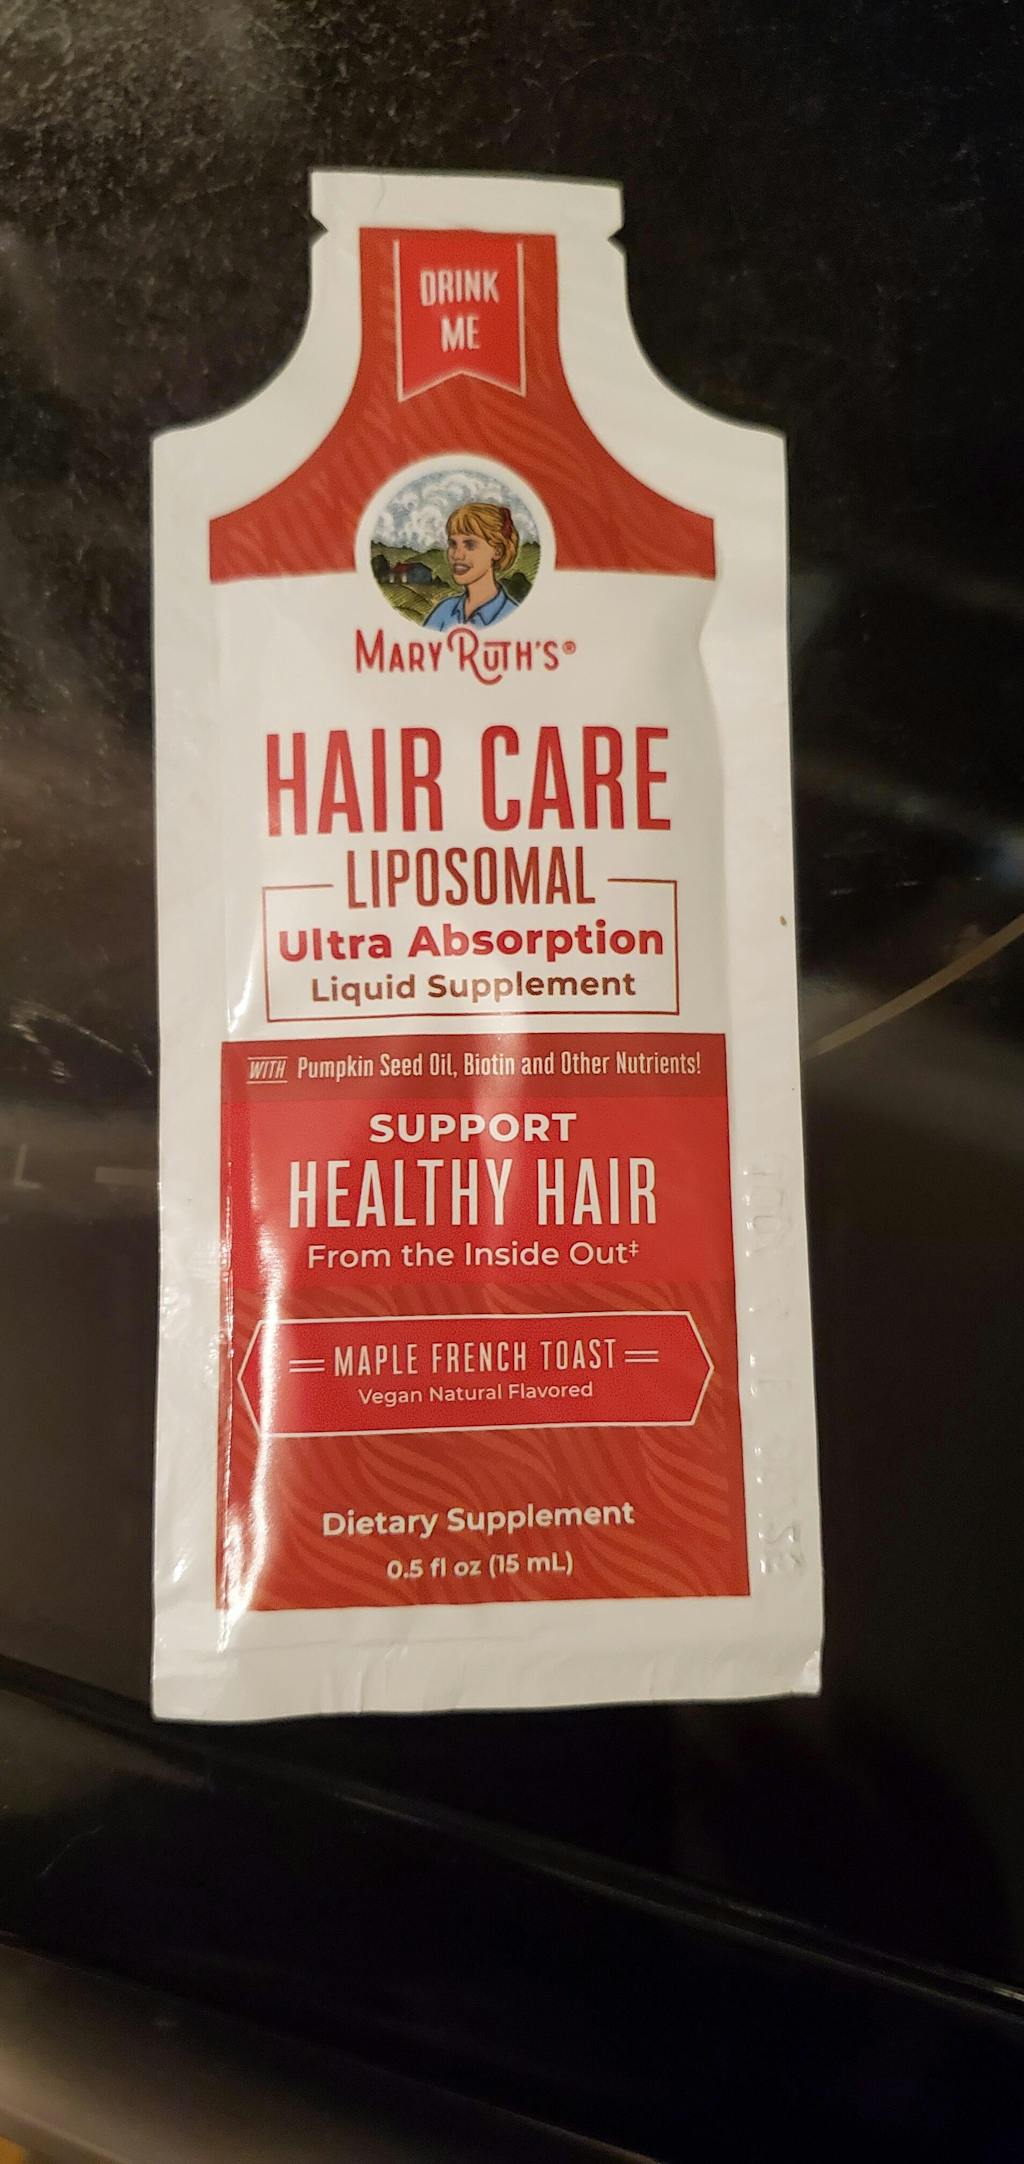 DRINK
ME
MARYRUTH'S®
HAIR CARE
LIPOSOMAL
Ultra Absorption
Liquid Supplement
WITH Pumpkin Seed Oil, Biotin and Other Nutrients!
SUPPORT
HEALTHY HAIR
From the Inside Out‡
MAPLE FRENCH TOAST
Vegan Natural Flavored
Dietary Supplement
0.5 fl oz (15 mL)